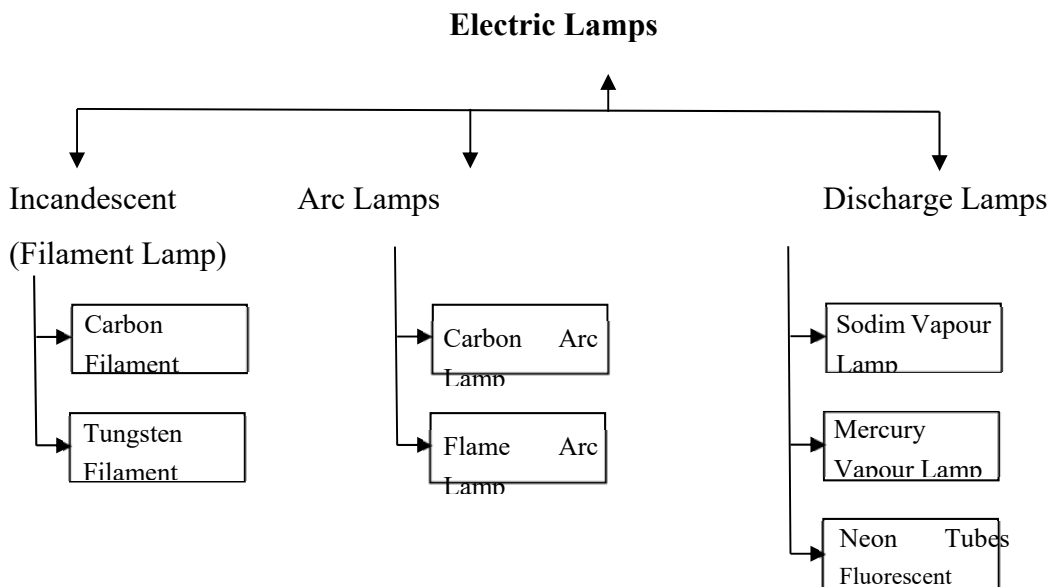 Electric Lamps
Incandescent
(Filament Lamp)
Arc Lamps
Discharge Lamps
Carbon
Filament
Tungsten
Filament
Carbon Arc
Lamp
Flame Arc
Lamp
Sodim Vapour
Lamp
Mercury
Vapour Lamp
Neon Tubes
Fluorescent